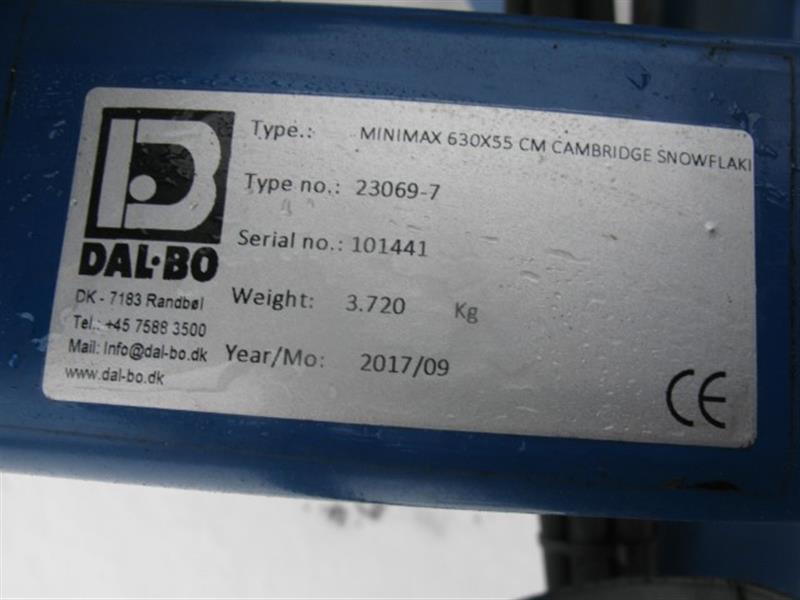 DAL·BO
DK - 7183 Randbøl
Tel.: +45 7588 3500
Mail: Info@dal-bo.dk
www.dal-bo.dk
Type.: MINIMAX 630X55 CM CAMBRIDGE SNOWFLAKI
Type no.: 23069-7
Serial no.: 101441
Weight: 3.720 Kg
Year/Mo: 2017/09
CE